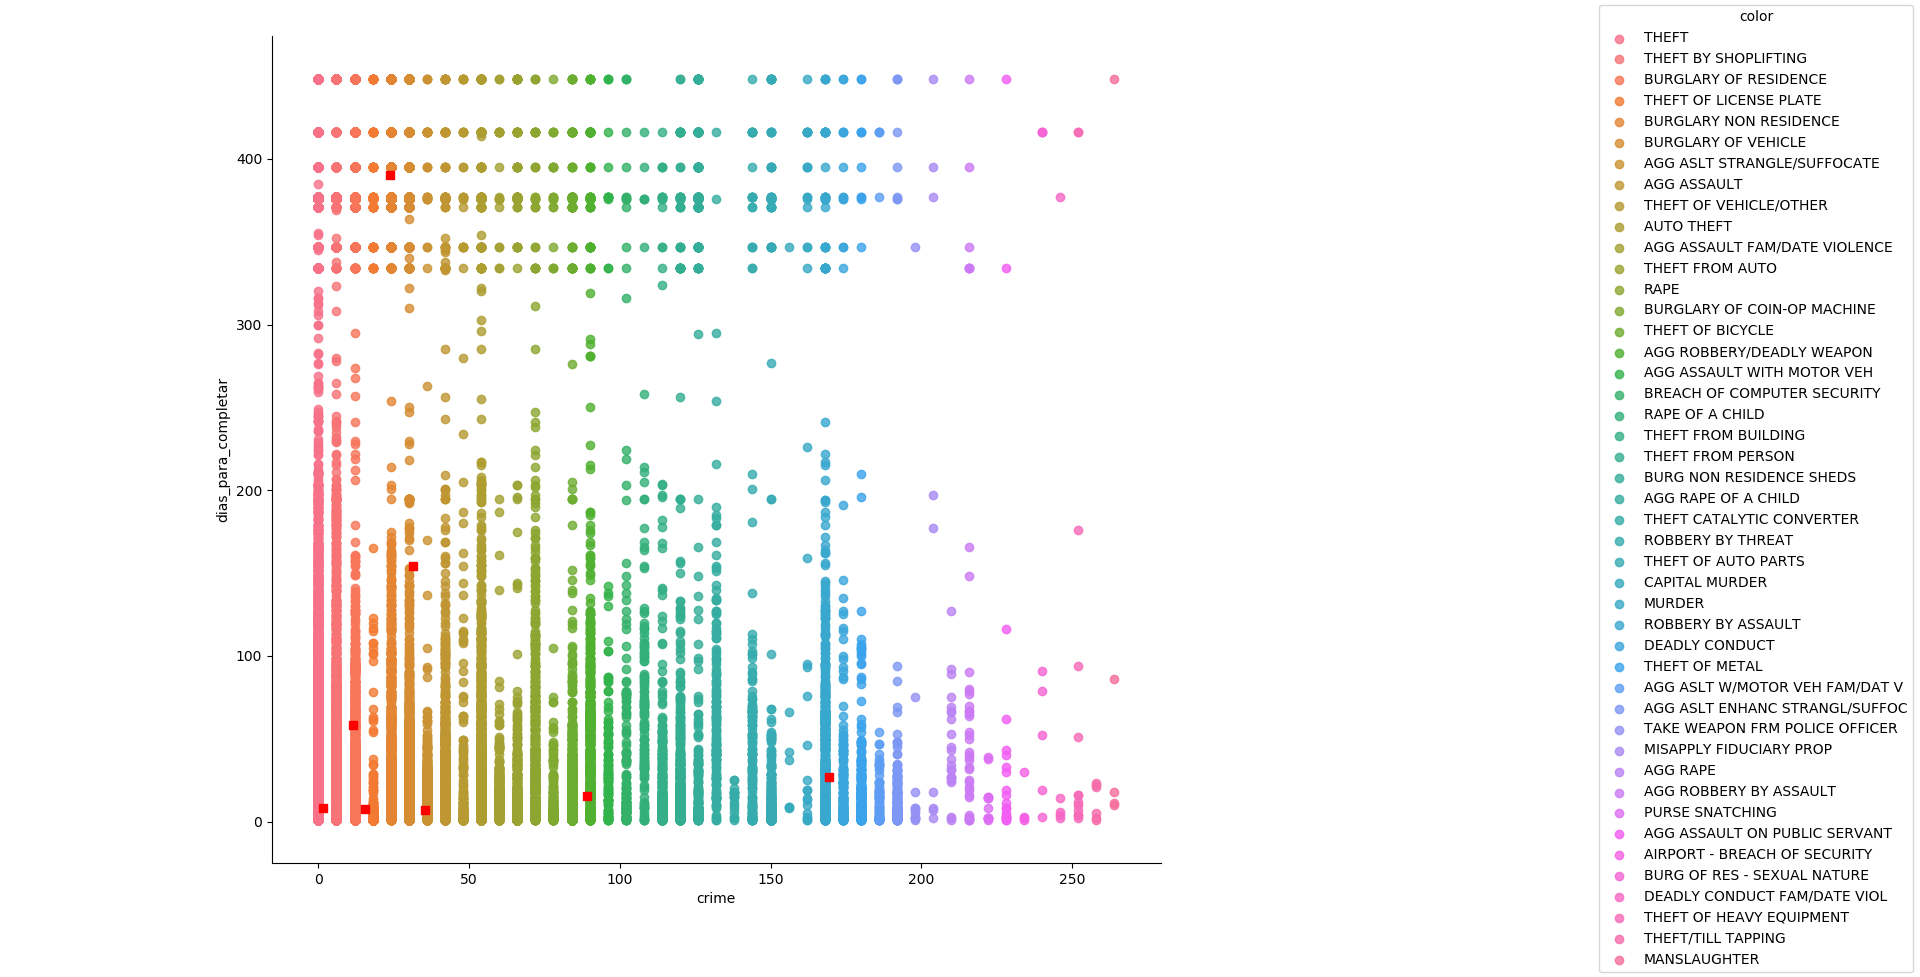 400
300
200
100
0
dias_para_completar
0
50
100
150
200
250
crime
color
THEFT
THEFT BY SHOPLIFTING
BURGLARY OF RESIDENCE
THEFT OF LICENSE PLATE
BURGLARY NON RESIDENCE
BURGLARY OF VEHICLE
AGG ASLT STRANGLE/SUFFOCATE
AGG ASSAULT
THEFT OF VEHICLE/OTHER
AUTO THEFT
AGG ASSAULT FAM/DATE VIOLENCE
THEFT FROM AUTO
RAPE
BURGLARY OF COIN-OP MACHINE
THEFT OF BICYCLE
AGG ROBBERY/DEADLY WEAPON
AGG ASSAULT WITH MOTOR VEH
BREACH OF COMPUTER SECURITY
RAPE OF A CHILD
THEFT FROM BUILDING
THEFT FROM PERSON
BURG NON RESIDENCE SHEDS
AGG RAPE OF A CHILD
THEFT CATALYTIC CONVERTER
ROBBERY BY THREAT
THEFT OF AUTO PARTS
CAPITAL MURDER
MURDER
ROBBERY BY ASSAULT
DEADLY CONDUCT
THEFT OF METAL
AGG ASLT W/MOTOR VEH FAM/DAT V
AGG ASLT ENHANC STRANGL/SUFFOC
TAKE WEAPON FRM POLICE OFFICER
MISAPPLY FIDUCIARY PROP
AGG RAPE
AGG ROBBERY BY ASSAULT
PURSE SNATCHING
AGG ASSAULT ON PUBLIC SERVANT
AIRPORT - BREACH OF SECURITY
BURG OF RES - SEXUAL NATURE
DEADLY CONDUCT FAM/DATE VIOL
THEFT OF HEAVY EQUIPMENT
THEFT/TILL TAPPING
MANSLAUGHTER